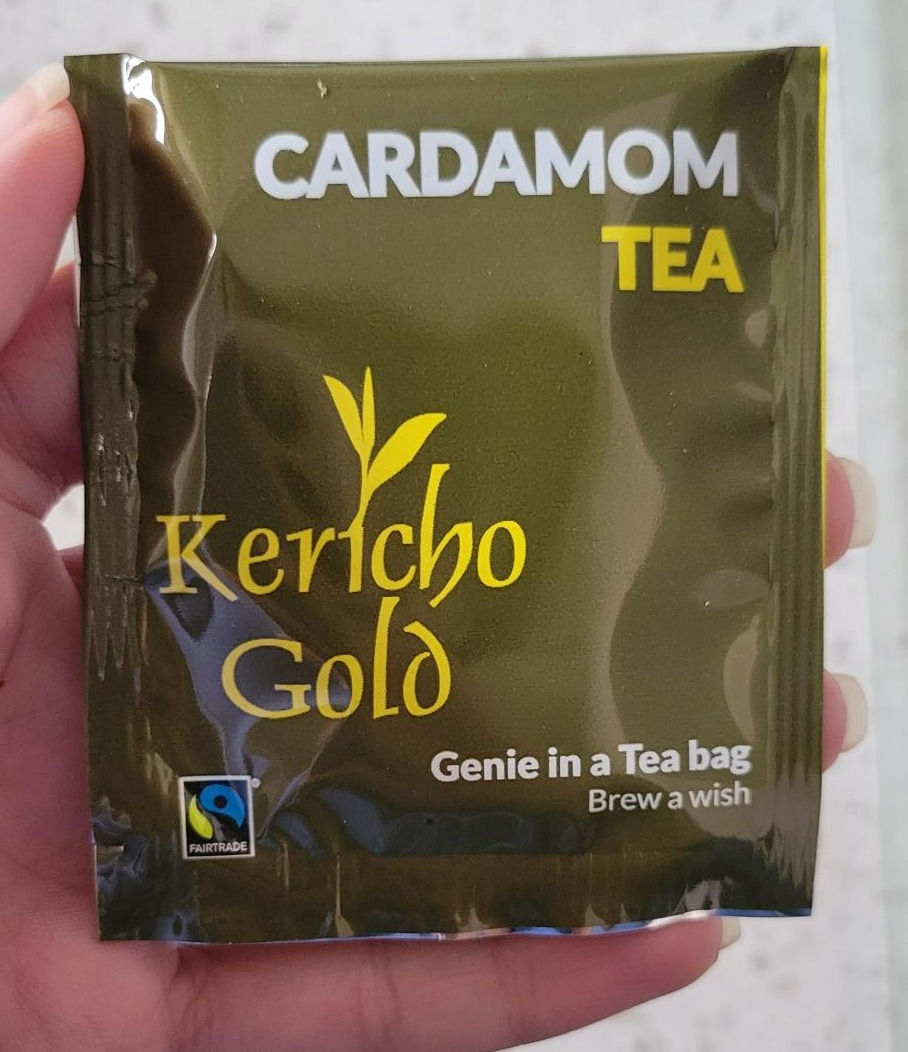 CARDAMOM
TEA
Kericho
Gold
Genie in a Tea bag
Brew a wish
FAIRTRADE